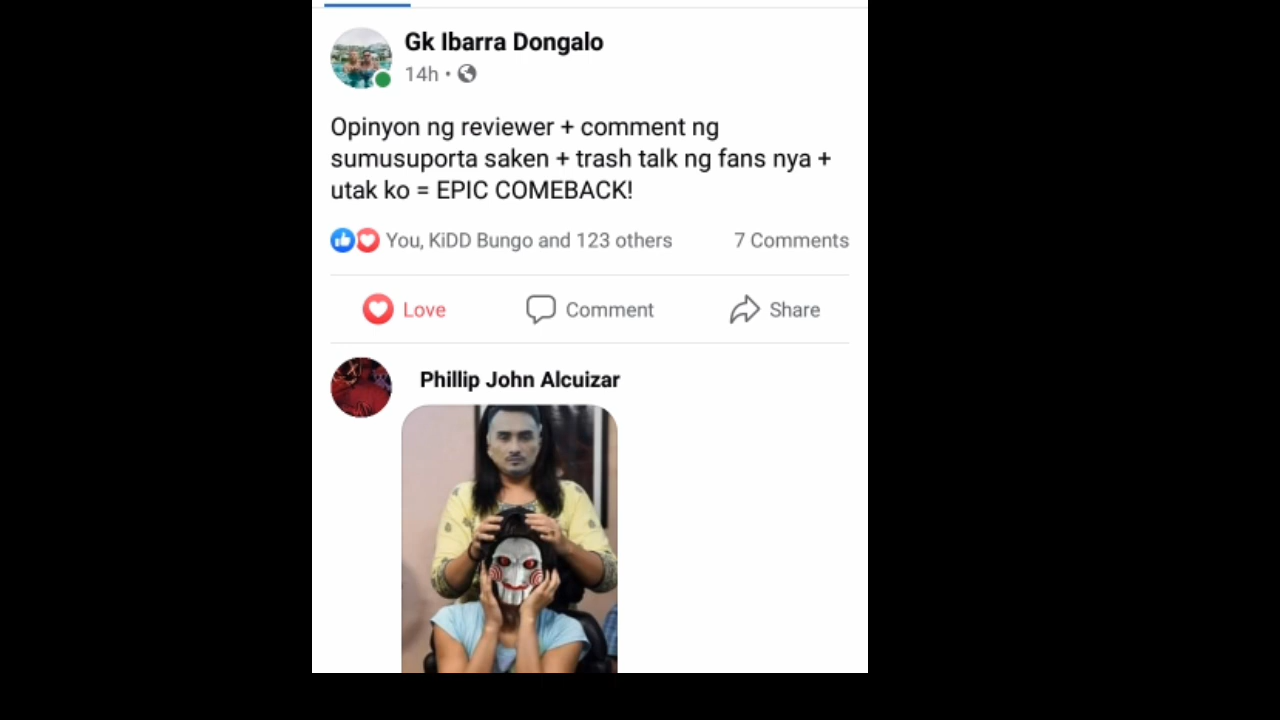 Gk Ibarra Dongalo
14h •
Opinyon ng reviewer + comment ng
sumusuporta saken + trash talk ng fans nya +
utak ko = EPIC COMEBACK!
You, KiDD Bungo and 123 others 7 Comments
Love Comment Share
Phillip John Alcuizar